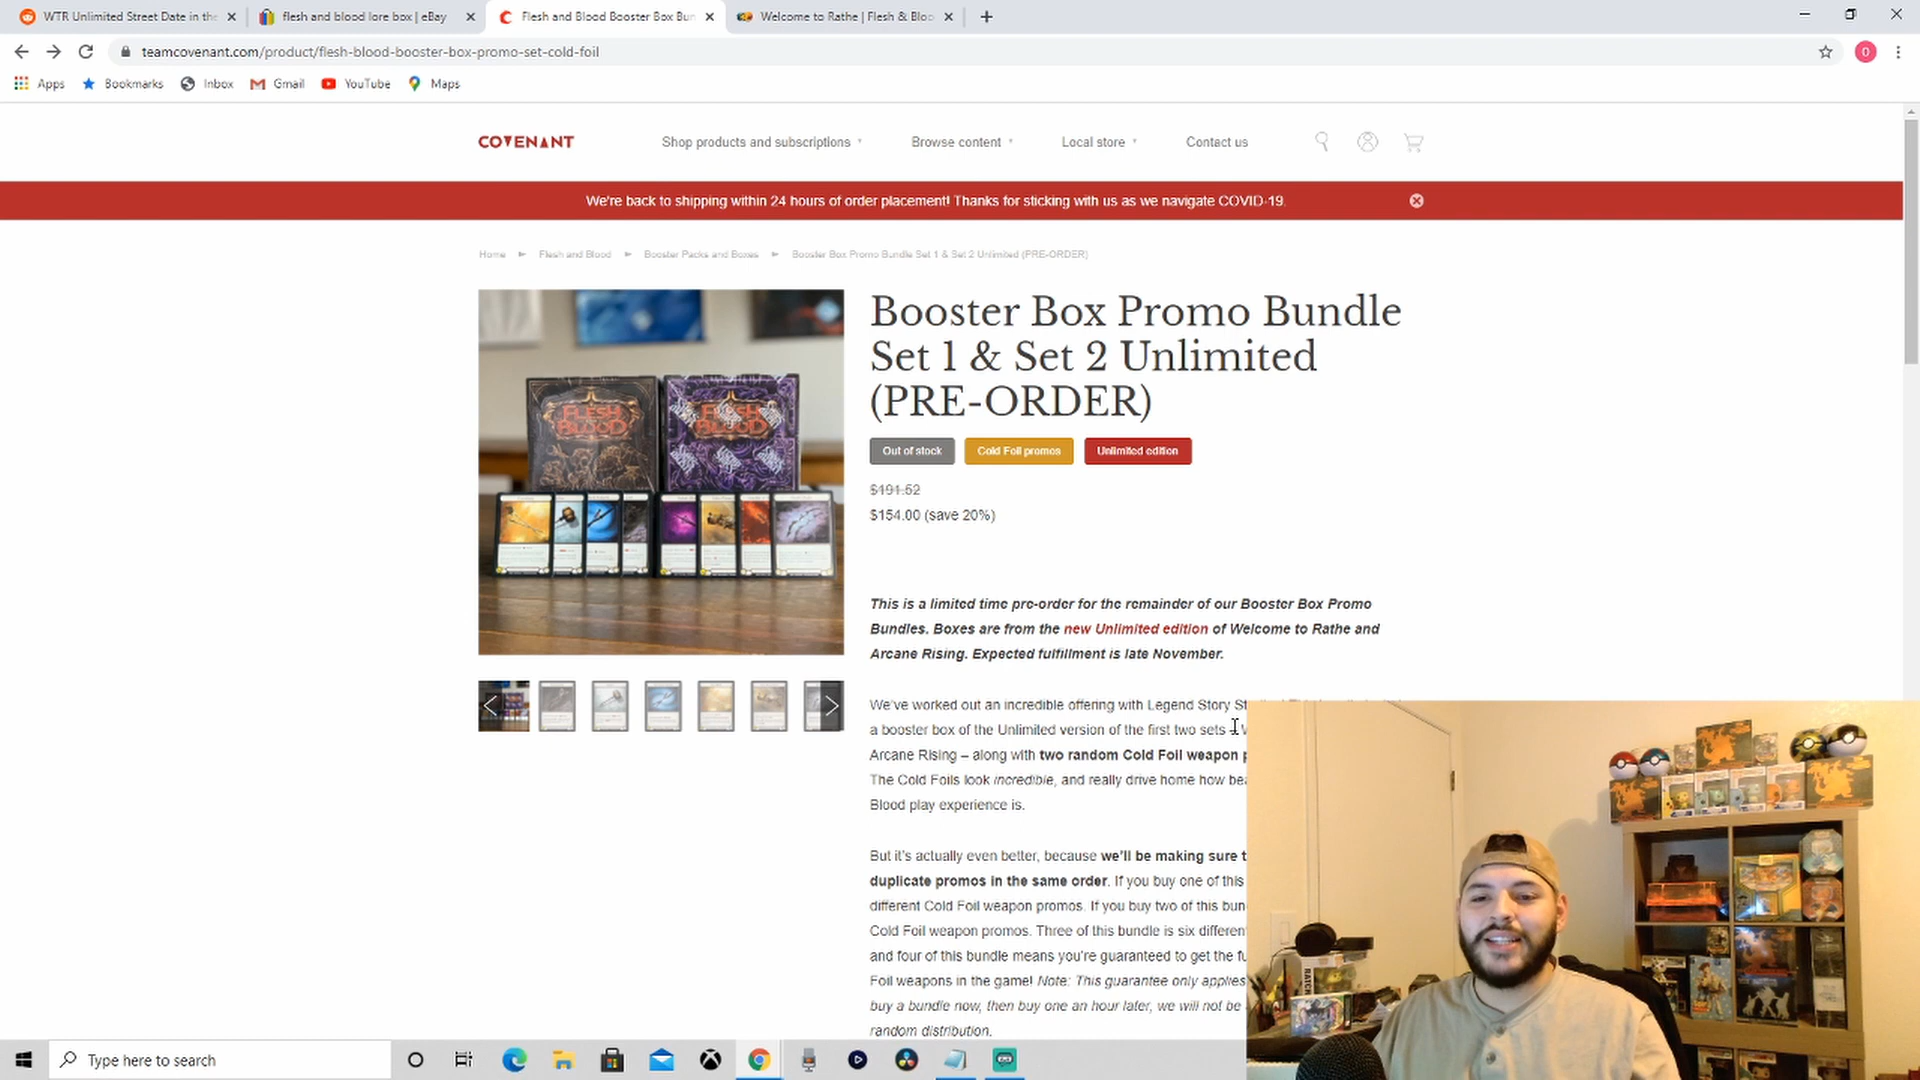 WTR Unlimited Street Date in the
flesh and blood lore box | eBay
Flesh and Blood Booster Box Bun
Welcome to Rathe | Flesh & Bloo
teamcovenant.com/product/flesh-blood-booster-box-promo-set-cold-foil
0
Apps
Bookmarks
Inbox
Gmail
YouTube
Maps
COVENANT
Shop products and subscriptions
Browse content
Local store
Contact us
We're back to shipping within 24 hours of order placement! Thanks for sticking with us as we navigate COVID-19.
Home ► Flesh and Blood ► Booster Packs and Boxes ► Booster Box Promo Bundle Set 1 & Set 2 Unlimited (PRE-ORDER)
FLESH BLOOD
FLESH BLOOD
Booster Box Promo Bundle
Set 1 & Set 2 Unlimited
(PRE-ORDER)
Out of stock
Cold Foil promos
Unlimited edition
$191.52
$154.00 (save 20%)
This is a limited time pre-order for the remainder of our Booster Box Promo
Bundles. Boxes are from the new Unlimited edition of Welcome to Rathe and
Arcane Rising. Expected fulfillment is late November.
We've worked out an incredible offering with Legend Story
a booster box of the Unlimited version of the first two sets
Arcane Rising – along with two random Cold Foil weapon
The Cold Foils look incredible, and really drive home how
Blood play experience is.
But it's actually even better, because we'll be making sure
duplicate promos in the same order. If you buy one of this
different Cold Foil weapon promos. If you buy two of this
Cold Foil weapon promos. Three of this bundle is six different
and four of this bundle means you're guaranteed to get the
Foil weapons in the game! Note: This guarantee only applies
buy a bundle now, then buy one an hour later, we will not be
random distribution.
Type here to search